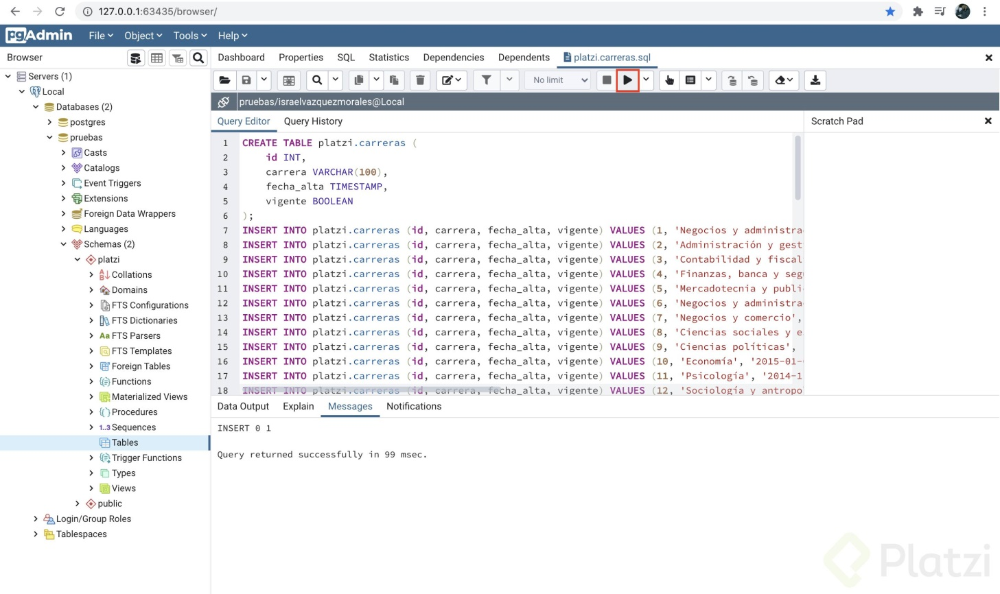 127.0.0.1:63435/browser/
pgAdmin File Object Tools Help
Browser
Dashboard Properties SQL Statistics Dependencies Dependents platzi.carreras.sql
No limit
pruebas/israelvazquezmorales@Local
Query Editor Query History
Scratch Pad
Servers (1)
Local
Databases (2)
postgres
pruebas
Casts
Catalogs
Event Triggers
Extensions
Foreign Data Wrappers
Languages
Schemas (2)
platzi
Collations
Domains
FTS Configurations
FTS Dictionaries
Aa FTS Parsers
FTS Templates
Foreign Tables
Functions
Materialized Views
Procedures
1..3 Sequences
Tables
Trigger Functions
Types
Views
public
Login/Group Roles
Tablespaces
1 CREATE TABLE platzi.carreras (
2 id INT,
3 carrera VARCHAR(100),
4 fecha_alta TIMESTAMP,
5 vigente BOOLEAN
6 );
7 INSERT INTO platzi.carreras (id, carrera, fecha_alta, vigente) VALUES (1, 'Negocios y administra
8 INSERT INTO platzi.carreras (id, carrera, fecha_alta, vigente) VALUES (2, 'Administración y gest
9 INSERT INTO platzi.carreras (id, carrera, fecha_alta, vigente) VALUES (3, 'Contabilidad y fiscal
10 INSERT INTO platzi.carreras (id, carrera, fecha_alta, vigente) VALUES (4, 'Finanzas, banca y seg
11 INSERT INTO platzi.carreras (id, carrera, fecha_alta, vigente) VALUES (5, 'Mercadotecnia y publi
12 INSERT INTO platzi.carreras (id, carrera, fecha_alta, vigente) VALUES (6, 'Negocios y administra
13 INSERT INTO platzi.carreras (id, carrera, fecha_alta, vigente) VALUES (7, 'Negocios y comercio',
14 INSERT INTO platzi.carreras (id, carrera, fecha_alta, vigente) VALUES (8, 'Ciencias sociales y e
15 INSERT INTO platzi.carreras (id, carrera, fecha_alta, vigente) VALUES (9, 'Ciencias políticas',
16 INSERT INTO platzi.carreras (id, carrera, fecha_alta, vigente) VALUES (10, 'Economía', '2015-01-
17 INSERT INTO platzi.carreras (id, carrera, fecha_alta, vigente) VALUES (11, 'Psicología', '2014-1
18 INSERT INTO platzi.carreras (id, carrera, fecha_alta, vigente) VALUES (12, 'Sociología y antropo
Data Output Explain Messages Notifications
INSERT 0 1
Query returned successfully in 99 msec.
Platzi